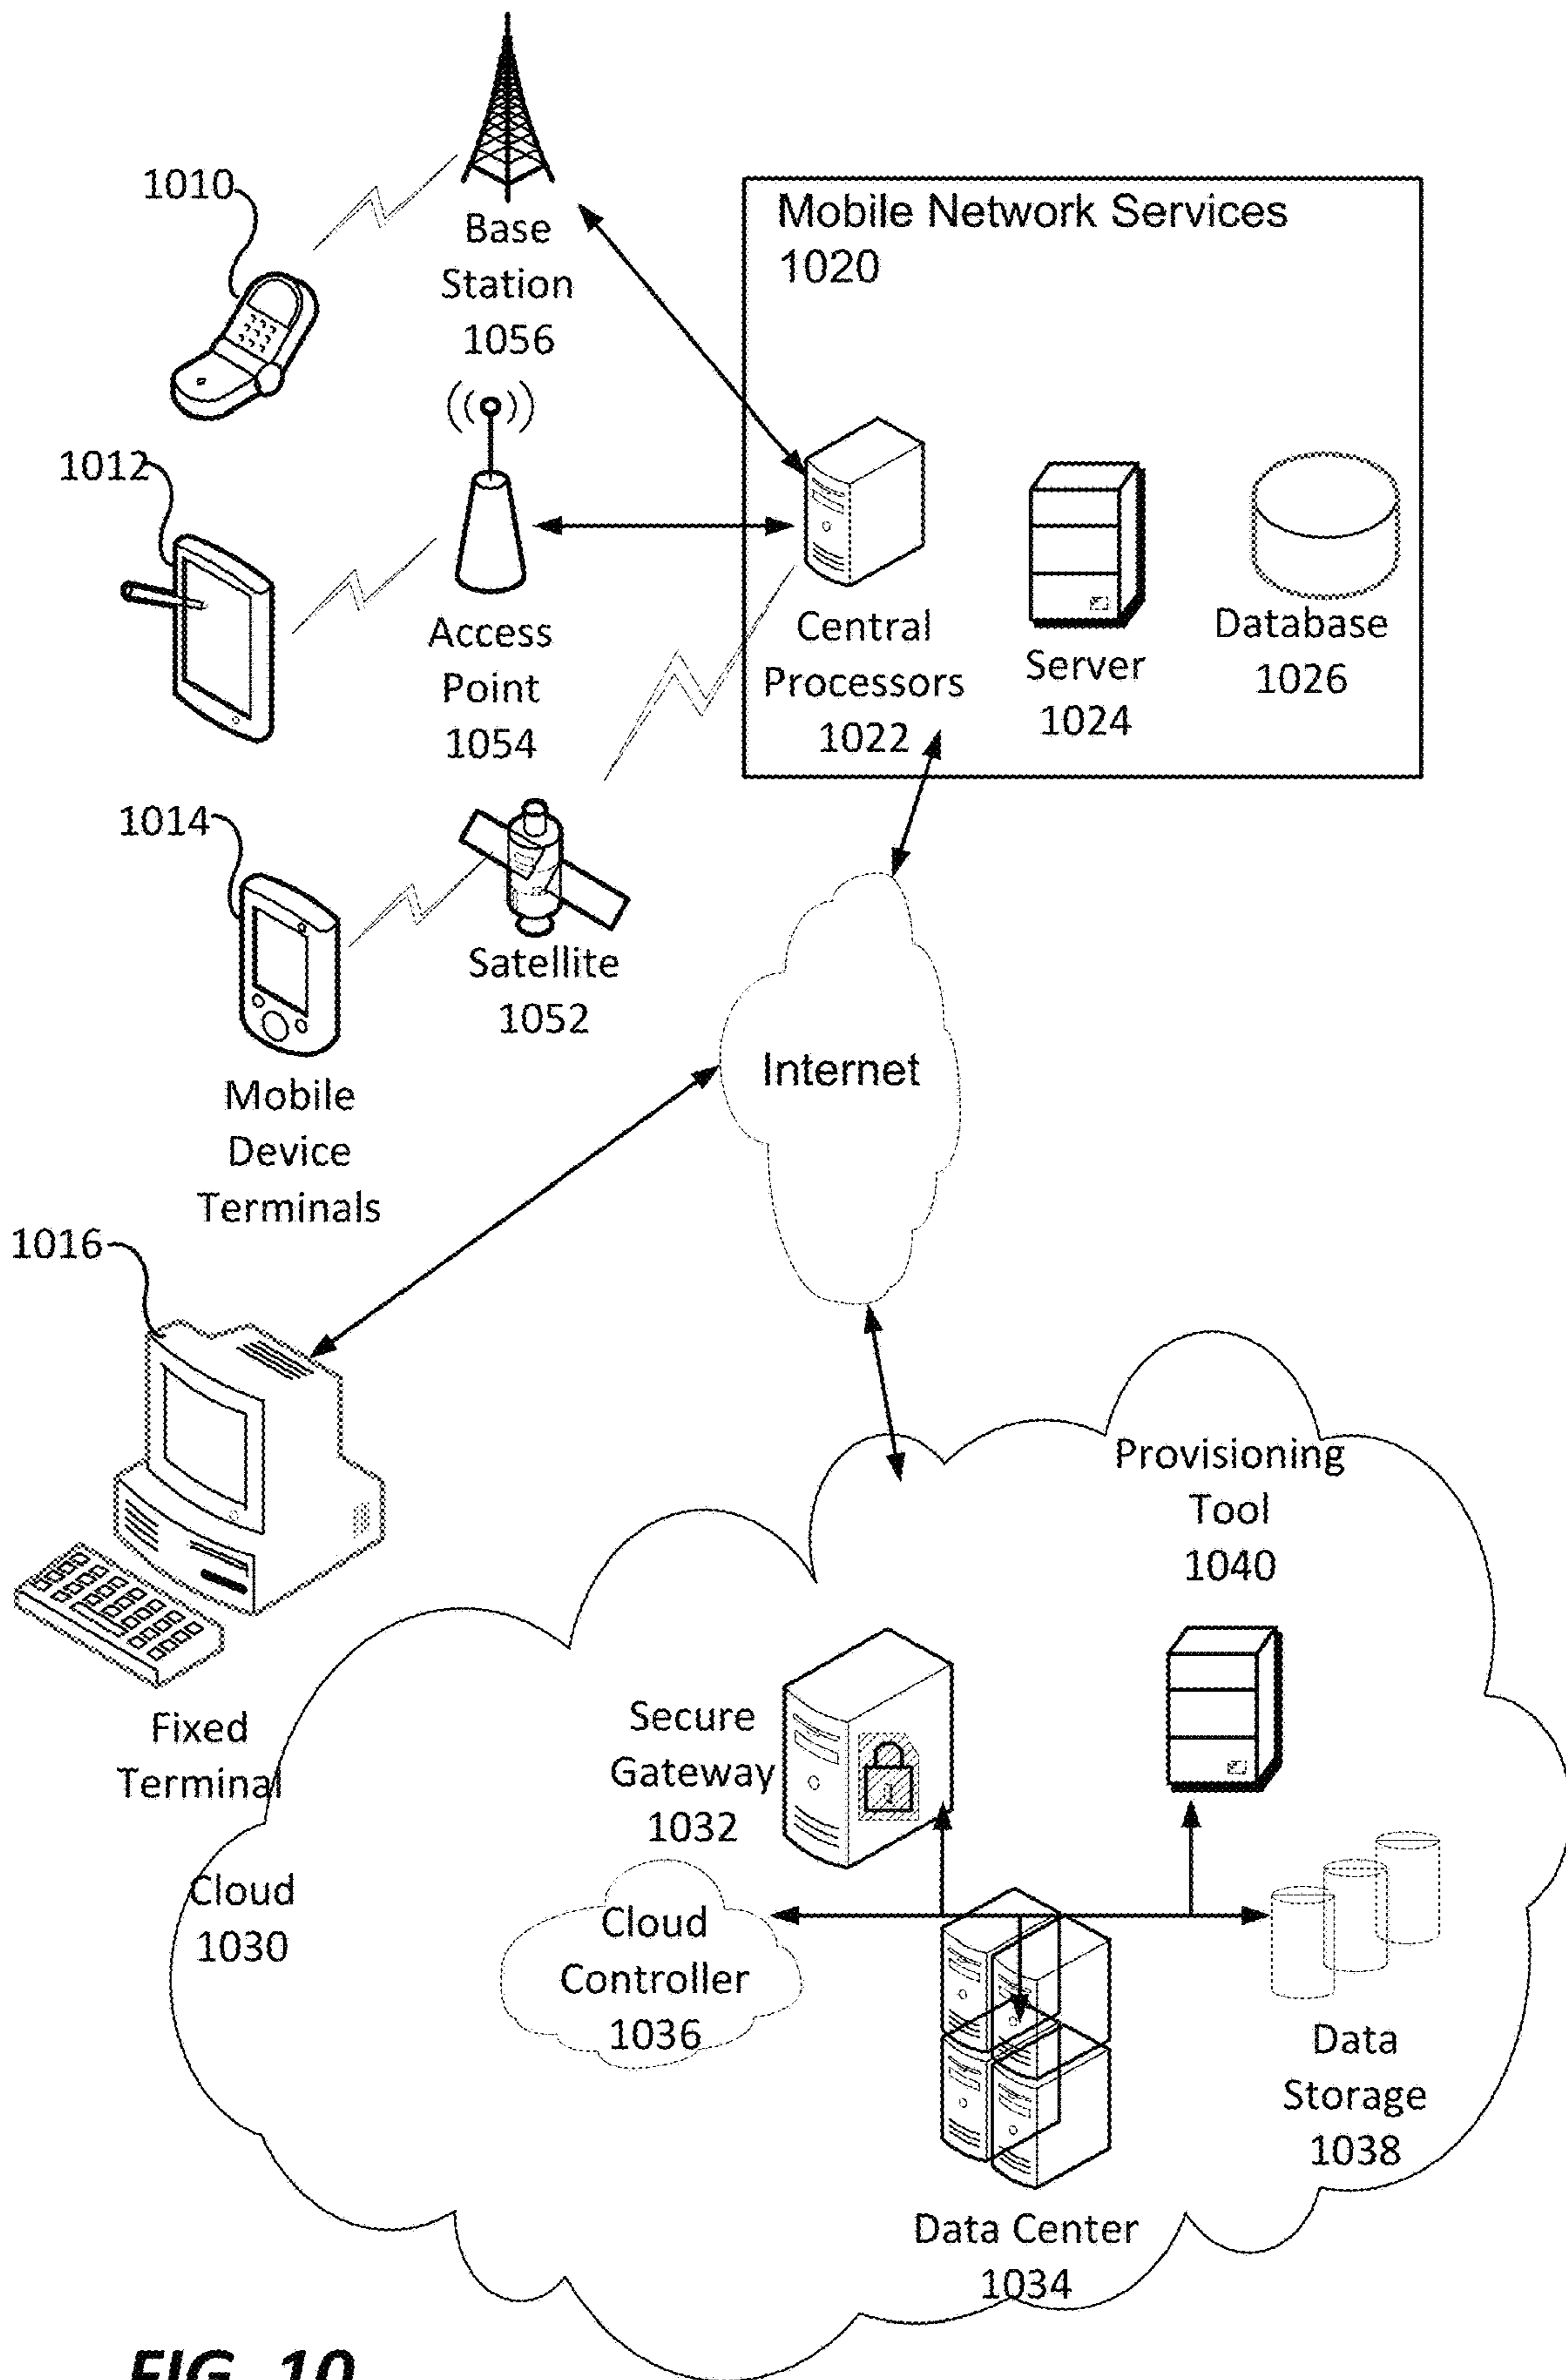 1010
Base
Station
1056
Mobile Network Services
1020
1012
Access
Point
1054
Central
Processors
1022
Server
1024
Database
1026
1014
Satellite
1052
Mobile
Device
Terminals
Internet
1016
Fixed
Terminal
Provisioning
Tool
1040
Secure
Gateway
1032
Cloud
1030
Cloud
Controller
1036
Data
Storage
1038
Data Center
1034
FIG. 10